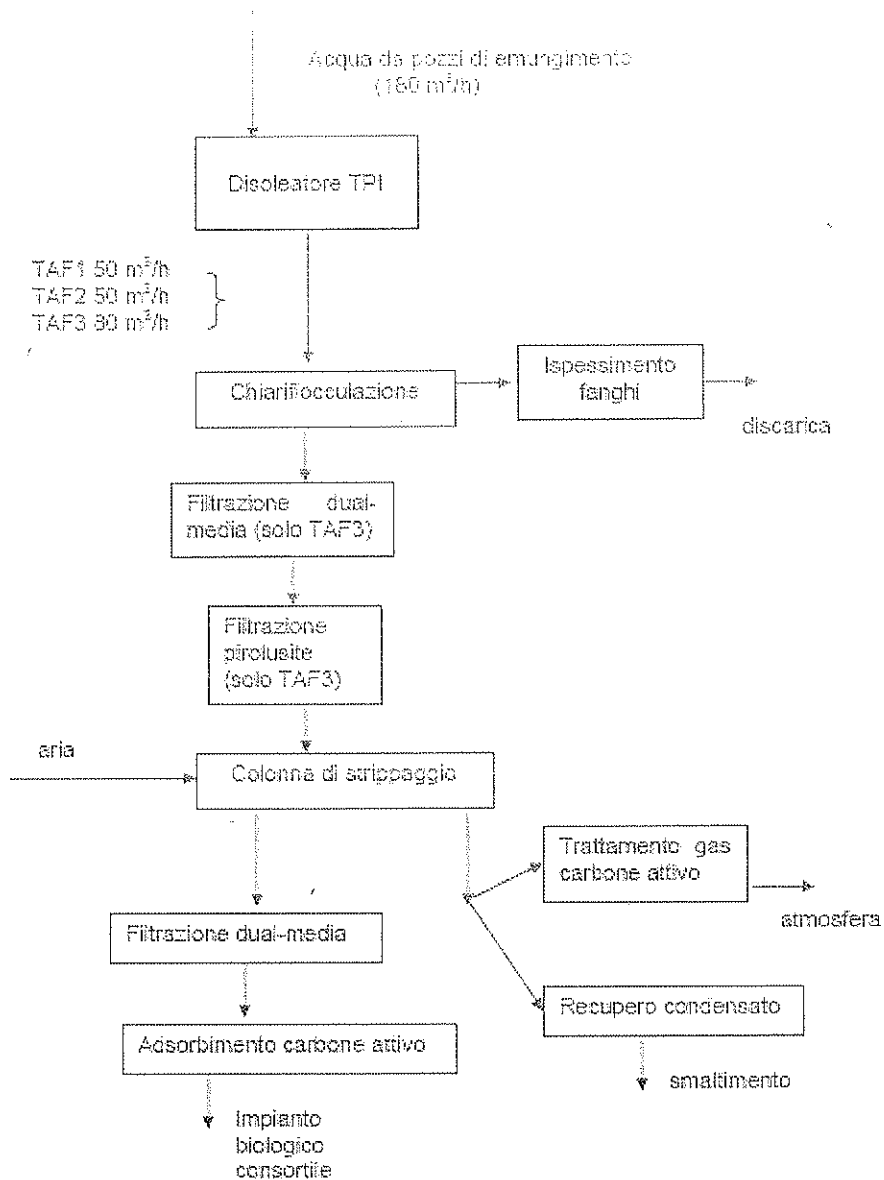 Acqua da pozzi di emungimento
(180 m³/h)
Disoleatore TPI
TAF1 50 m³/h
TAF2 50 m³/h
TAF3 80 m³/h
Chiariflocculazione
Ispessimento
fanghi
discarica
Filtrazione dual-
media (solo TAF3)
Filtrazione
pirolusite
(solo TAF3)
aria
Colonna di strippaggio
Trattamento gas
carbone attivo
atmosfera
Filtrazione dual-media
Recupero condensato
Adsorbimento carbone attivo
smaltimento
Impianto
biologico
consortile